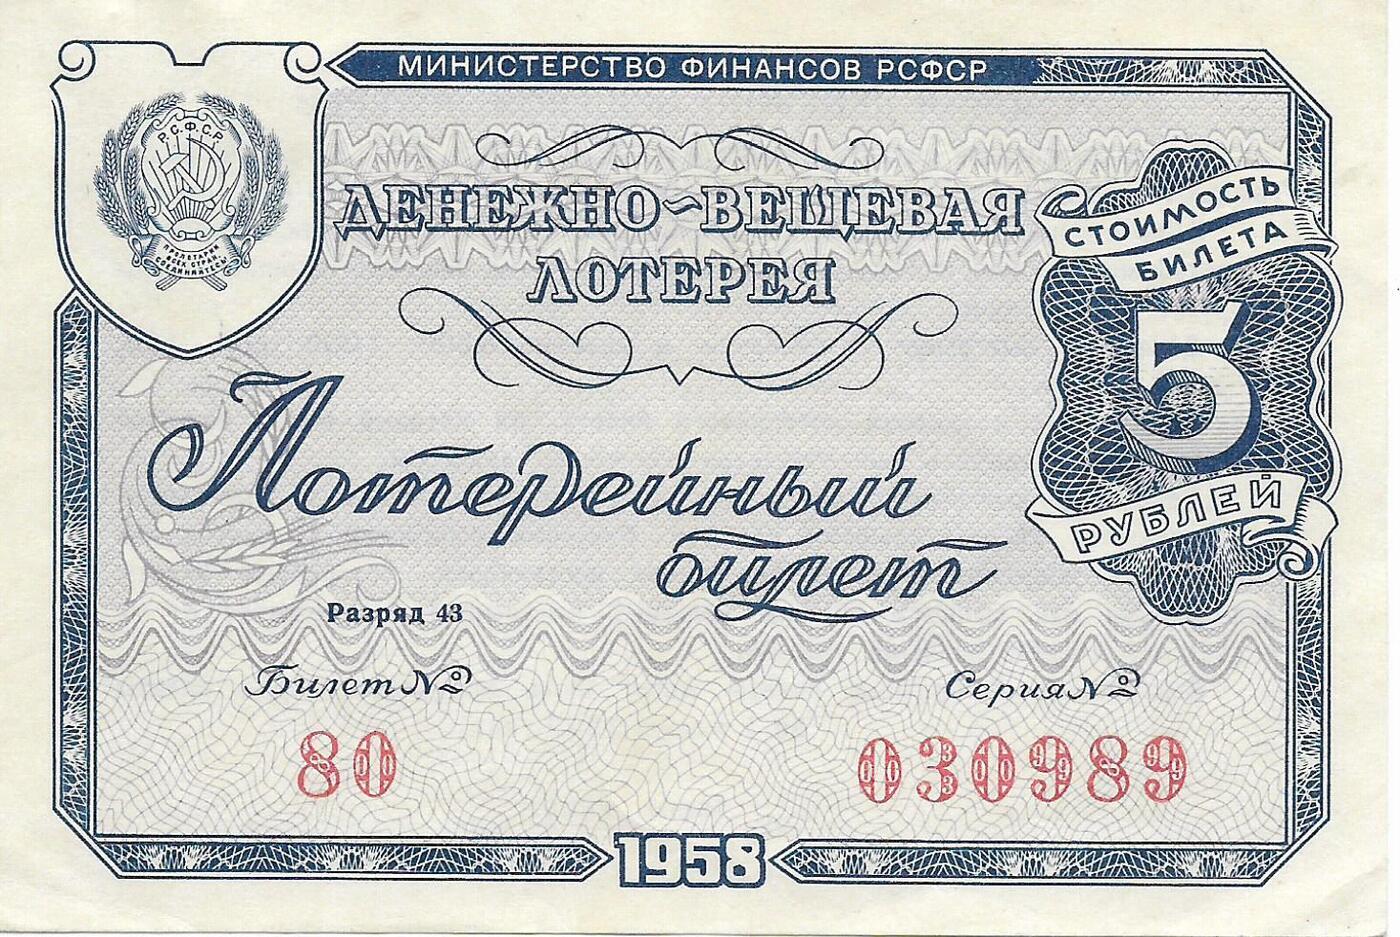 МИНИСТЕРСТВО ФИНАНСОВ РСФСР
Р.С.Ф.С.Р.
ПРОЛЕТАРИИ
ВСЕХ СТРАН,
СОЕДИНЯЙТЕСЬ!
ДЕНЕЖНО-ВЕЩЕВАЯ
ЛОТЕРЕЯ
СТОИМОСТЬ
БИЛЕТА
5
РУБЛЕЙ
Лотерейный
билет
Разряд 43
Билет №
Серия №
80
030989
1958